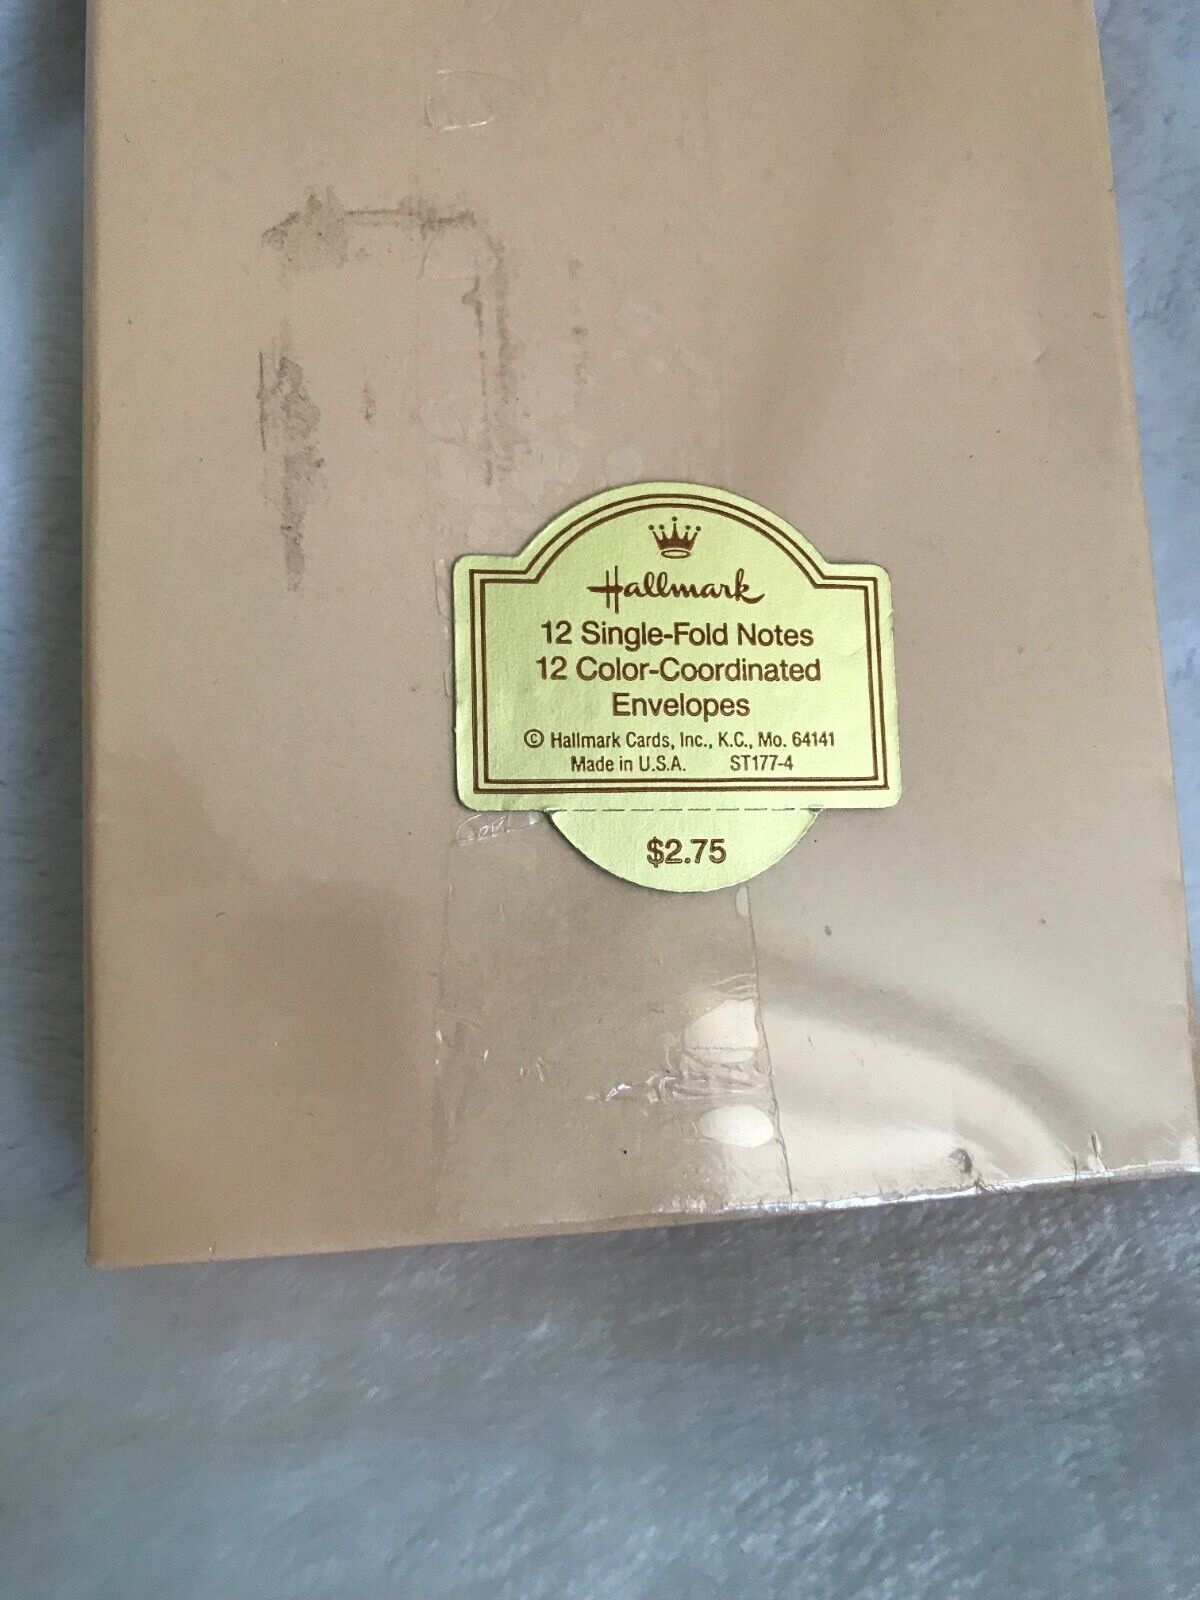 Hallmark
12 Single-Fold Notes
12 Color-Coordinated
Envelopes
© Hallmark Cards, Inc., K.C., Mo. 64141
Made in U.S.A. ST177-4
$2.75